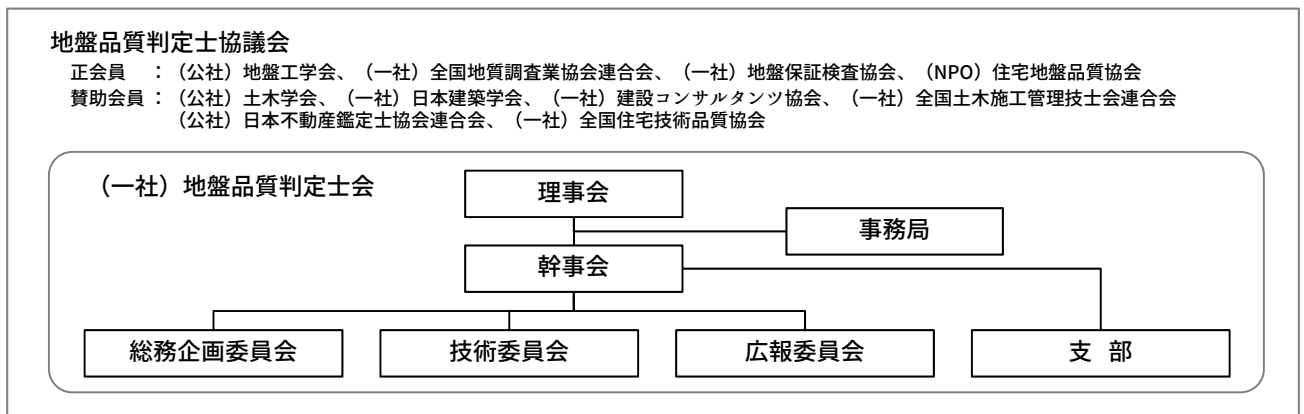 地盤品質判定士協議会
正会員　：（公社）地盤工学会、（一社）全国地質調査業協会連合会、（一社）地盤保証検査協会、（NPO）住宅地盤品質協会
賛助会員：（公社）土木学会、（一社）日本建築学会、（一社）建設コンサルタンツ協会、（一社）全国土木施工管理技士会連合会
（公社）日本不動産鑑定士協会連合会、（一社）全国住宅技術品質協会
（一社）地盤品質判定士会
理事会
事務局
幹事会
総務企画委員会
技術委員会
広報委員会
支　部